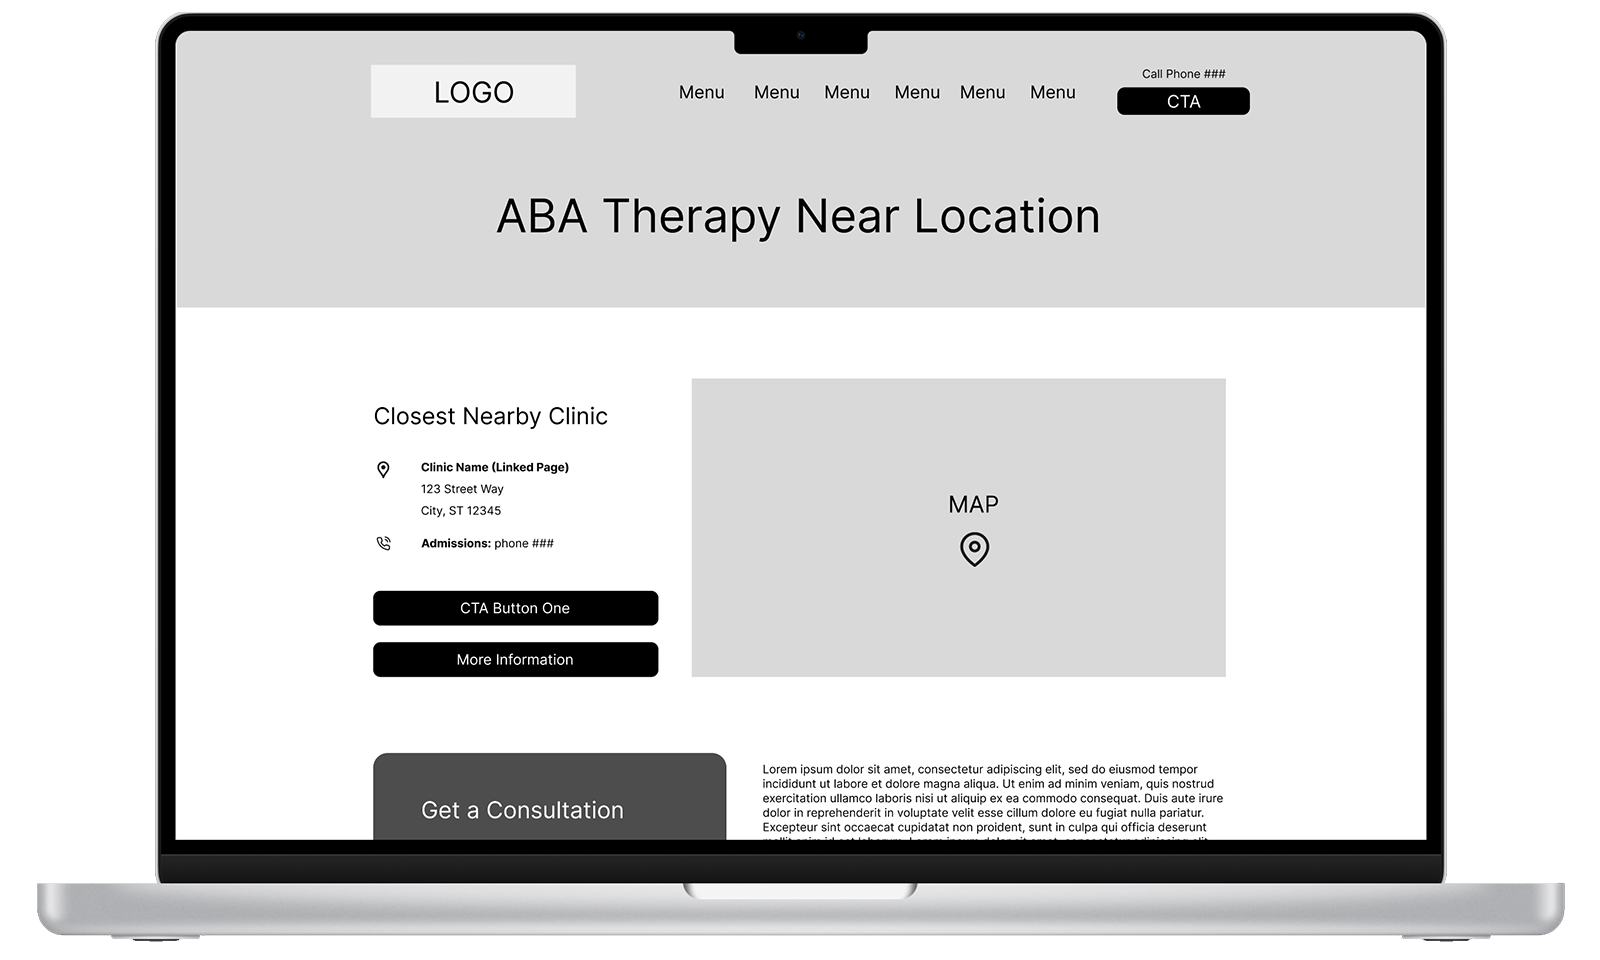 LOGO
Menu Menu Menu Menu Menu Menu
Call Phone ###
CTA
ABA Therapy Near Location
Closest Nearby Clinic
Clinic Name (Linked Page)
123 Street Way
City, ST 12345
Admissions: phone ###
CTA Button One
More Information
MAP
Get a Consultation
Lorem ipsum dolor sit amet, consectetur adipiscing elit, sed do eiusmod tempor
incididunt ut labore et dolore magna aliqua. Ut enim ad minim veniam, quis nostrud
exercitation ullamco laboris nisi ut aliquip ex ea commodo consequat. Duis aute irure
dolor in reprehenderit in voluptate velit esse cillum dolore eu fugiat nulla pariatur.
Excepteur sint occaecat cupidatat non proident, sunt in culpa qui officia deserunt